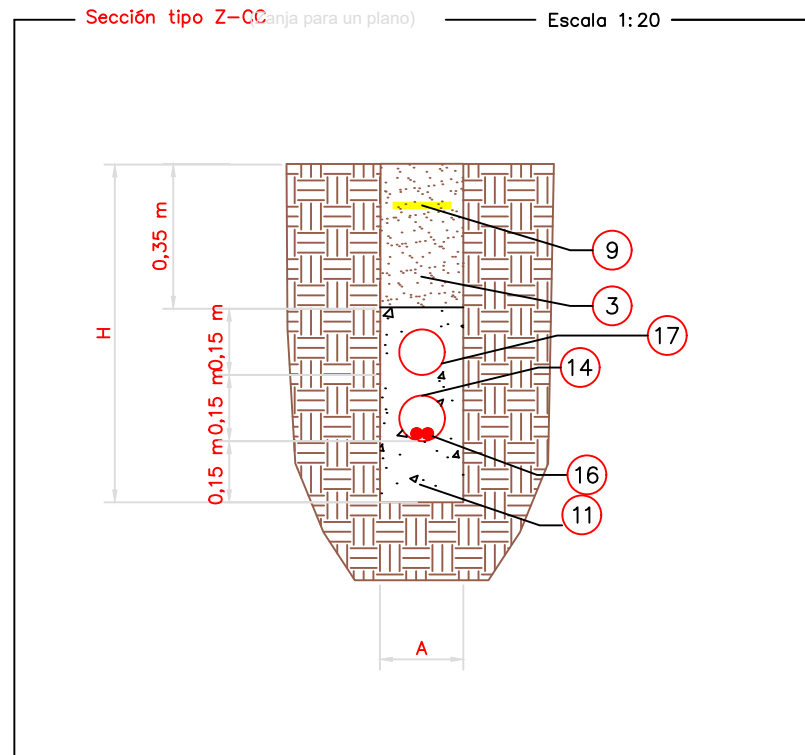 Sección tipo Z-CC (Zanja para un plano)
Escala 1:20
0,35 m
9
3
H
0,15 m
17
14
0,15 m
0,15 m
16
11
A